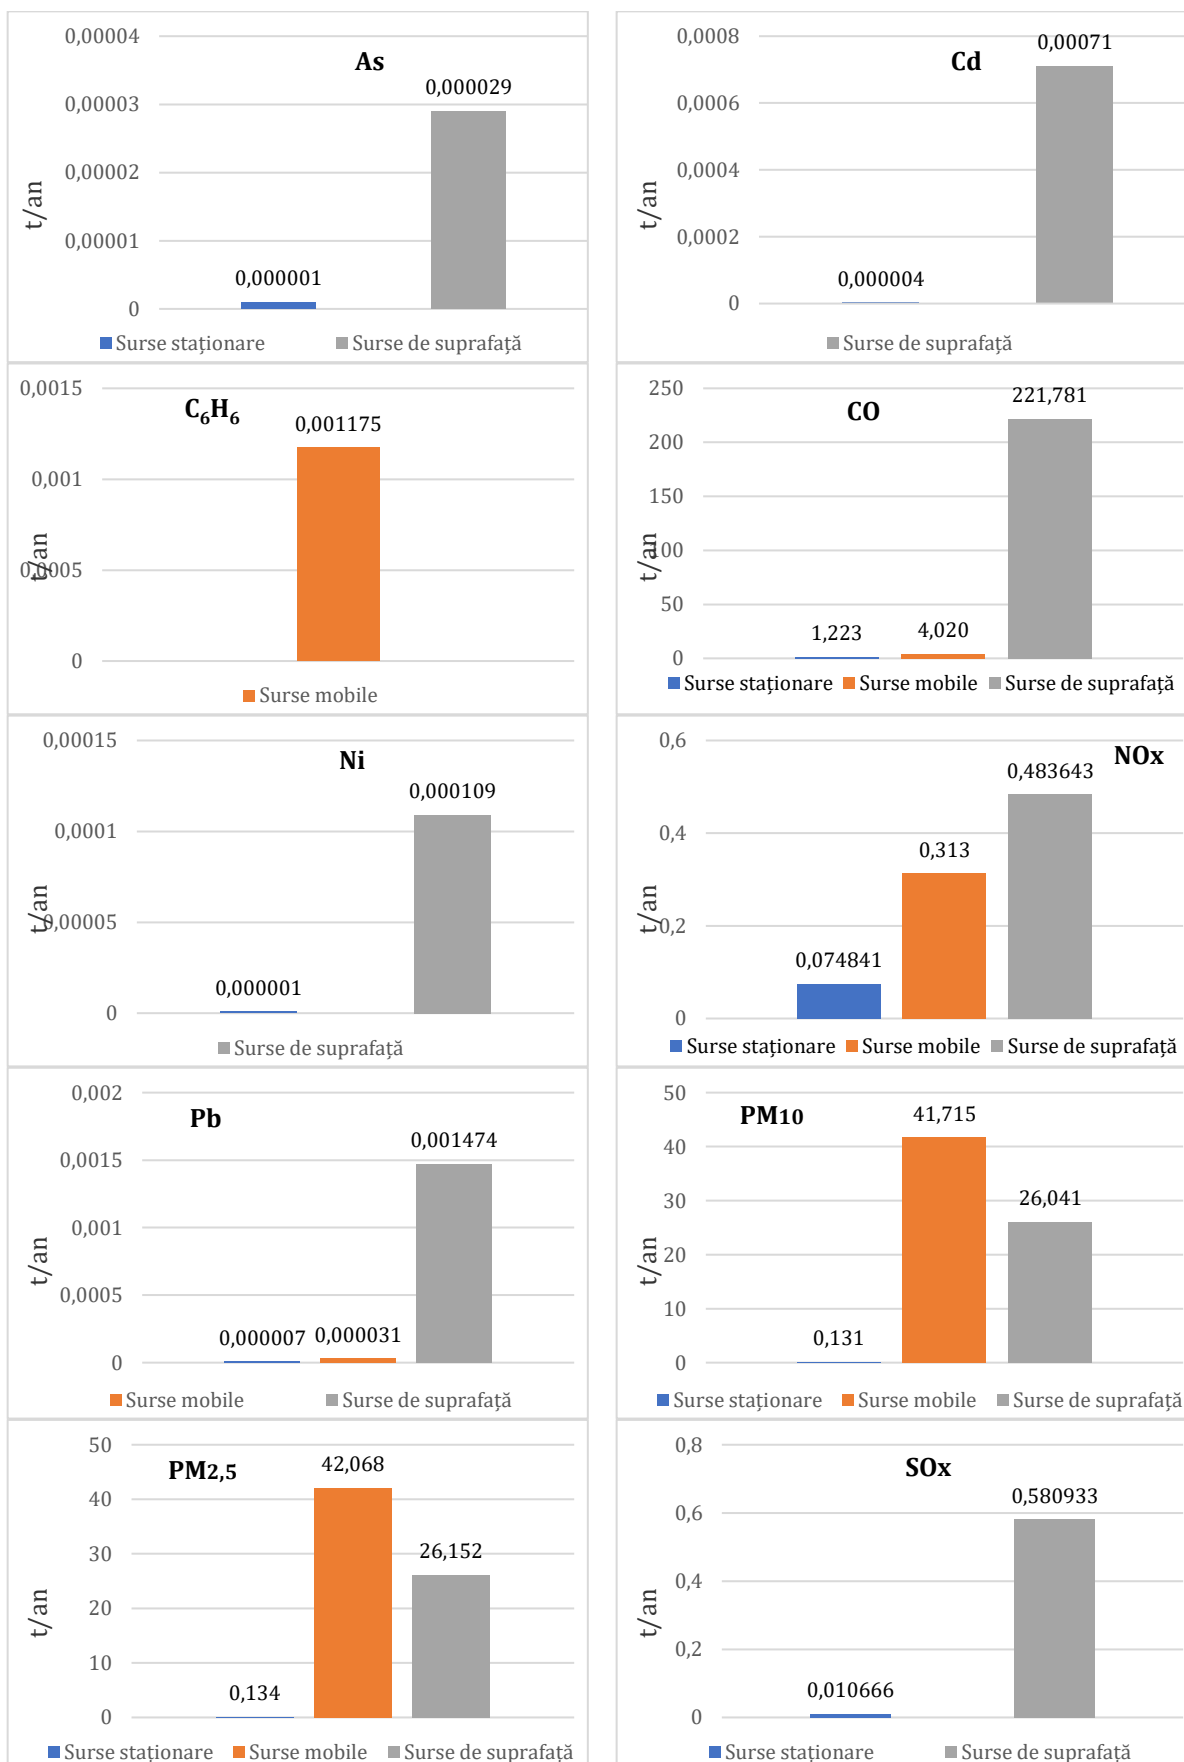 As
0,00004
0,00003
0,00002
0,00001
0
t/an
0,000029
0,000001
Surse staționare Surse de suprafață
Cd
0,0008
0,0006
0,0004
0,0002
0
t/an
0,00071
0,000004
Surse de suprafață
C₆H₆
0,0015
0,001
0,0005
0
t/an
0,001175
Surse mobile
CO
250
200
150
100
50
0
t/an
221,781
1,223
4,020
Surse staționare Surse mobile Surse de suprafață
Ni
0,00015
0,0001
0,00005
0
t/an
0,000109
0,000001
Surse de suprafață
NOx
0,6
0,4
0,2
0
t/an
0,483643
0,313
0,074841
Surse staționare Surse mobile Surse de suprafață
Pb
0,002
0,0015
0,001
0,0005
0
t/an
0,001474
0,000007
0,000031
Surse mobile Surse de suprafață
PM10
50
40
30
20
10
0
t/an
41,715
26,041
0,131
Surse staționare Surse mobile Surse de suprafață
PM2,5
50
40
30
20
10
0
t/an
42,068
26,152
0,134
Surse staționare Surse mobile Surse de suprafață
SOx
0,8
0,6
0,4
0,2
0
t/an
0,580933
0,010666
Surse staționare Surse de suprafață